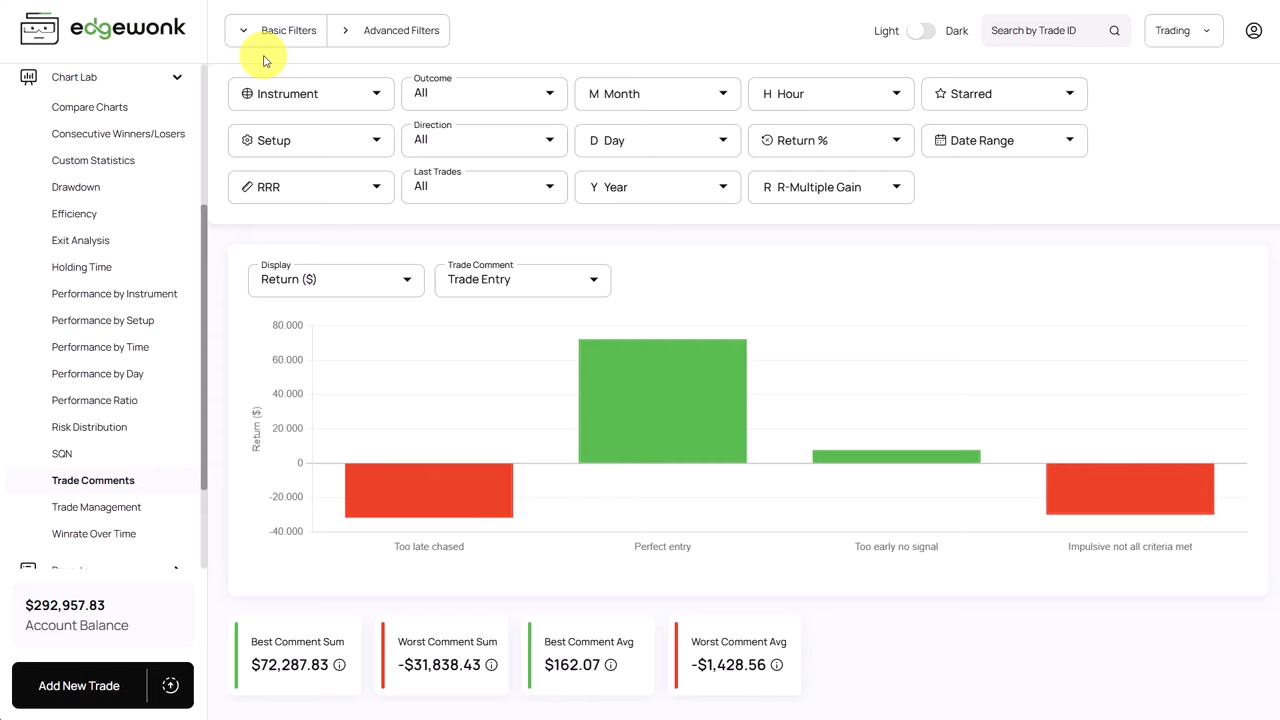 edgewonk
Basic Filters
Advanced Filters
Light
Dark
Search by Trade ID
Trading
Chart Lab
Compare Charts
Consecutive Winners/Losers
Custom Statistics
Drawdown
Efficiency
Exit Analysis
Holding Time
Performance by Instrument
Performance by Setup
Performance by Time
Performance by Day
Performance Ratio
Risk Distribution
SQN
Trade Comments
Trade Management
Winrate Over Time
$292,957.83
Account Balance
Add New Trade
Instrument
Outcome
All
M Month
H Hour
Starred
Setup
Direction
All
D Day
Return %
Date Range
RRR
Last Trades
All
Y Year
R R-Multiple Gain
Display
Return ($)
Trade Comment
Trade Entry
Return ($)
80.000
60.000
40.000
20.000
0
-20.000
-40.000
Too late chased
Perfect entry
Too early no signal
Impulsive not all criteria met
Best Comment Sum
$72,287.83
Worst Comment Sum
-$31,838.43
Best Comment Avg
$162.07
Worst Comment Avg
-$1,428.56